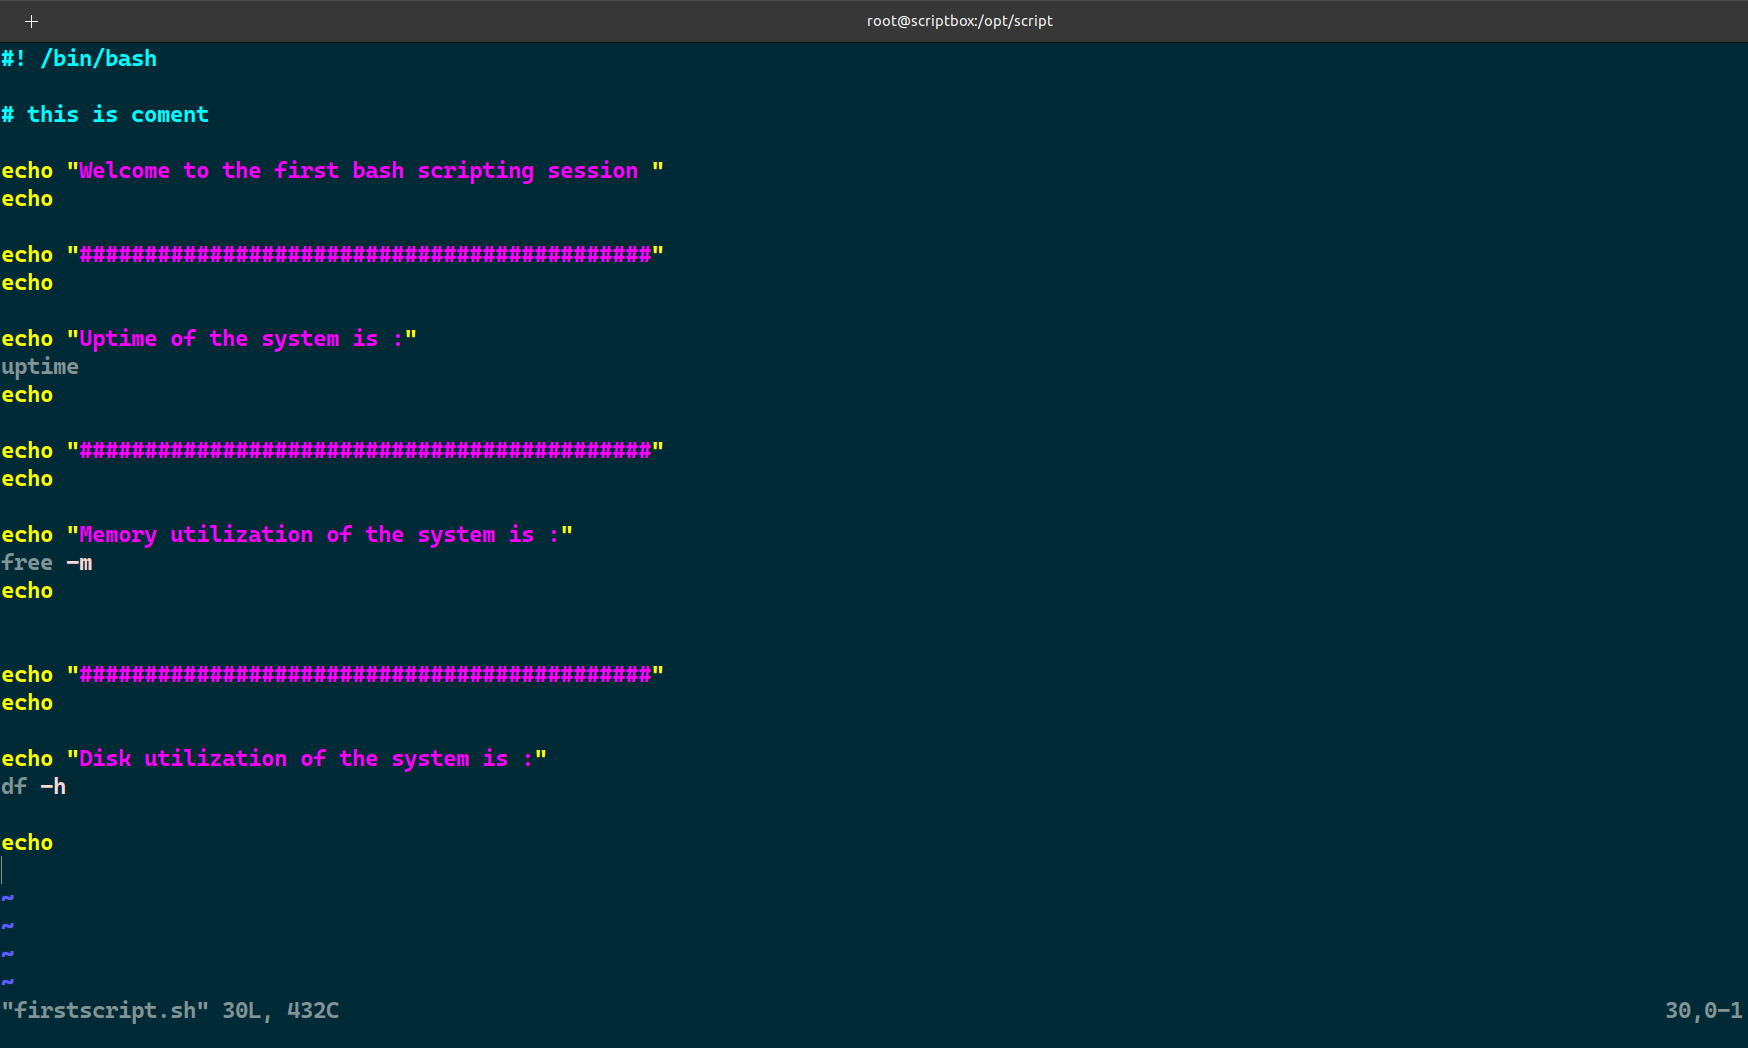 +
root@scriptbox:/opt/script
#! /bin/bash
# this is coment
echo "Welcome to the first bash scripting session "
echo
echo "############################################"
echo
echo "Uptime of the system is :"
uptime
echo
echo "############################################"
echo
echo "Memory utilization of the system is :"
free -m
echo
echo "############################################"
echo
echo "Disk utilization of the system is :"
df -h
echo
~
~
~
~
"firstscript.sh" 30L, 432C
30,0-1